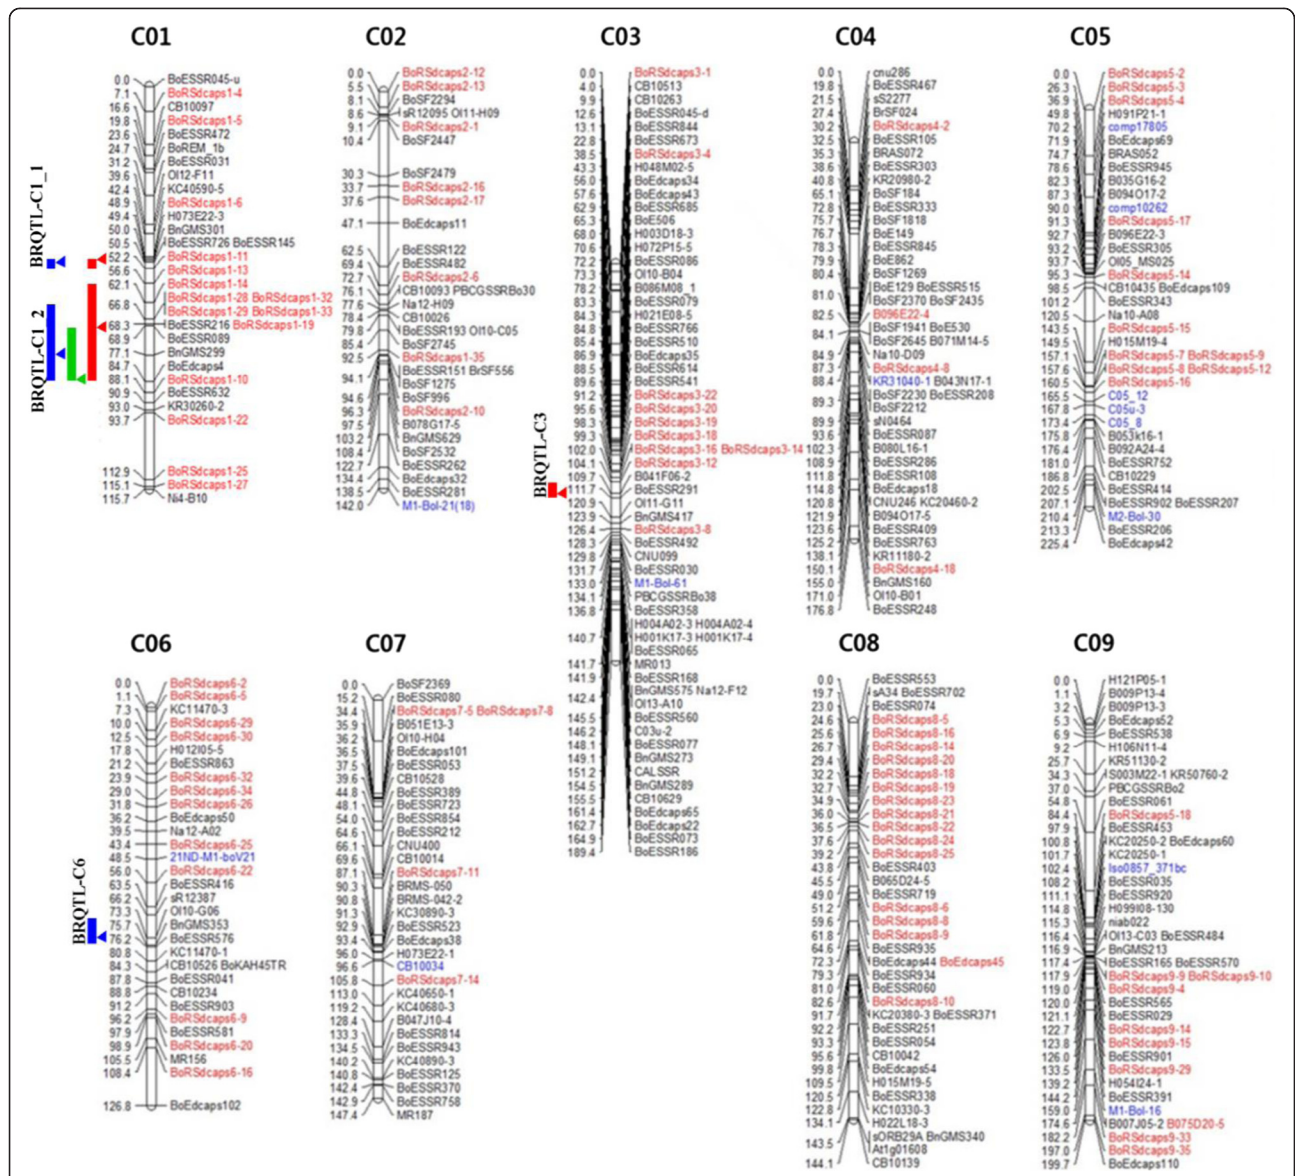 C01
0.0 BoESSR045-u
7.1 BoRSdcaps1-4
16.6 CB10097
19.8 BoRSdcaps1-5
23.6 BoESSR472
24.7 BoREM_1b
31.2 BoESSR031
39.6 OI12-F11
42.4 KC40590-5
48.9 BoRSdcaps1-6
49.4 H073E22-3
50.5 BnGMS301
BoESSR726 BoESSR145
52.2 BoRSdcaps1-11
56.6 BoRSdcaps1-13
62.1 BoRSdcaps1-14
BoRSdcaps1-28 BoRSdcaps1-32
66.8 BoRSdcaps1-29 BoRSdcaps1-33
68.3 BoESSR216 BoRSdcaps1-19
68.9 BoESSR089
77.1 BnGMS299
84.7 BoEdcaps4
88.1 BoRSdcaps1-10
90.9 BoESSR632
93.0 KR30260-2
93.7 BoRSdcaps1-22
112.9 BoRSdcaps1-25
115.1 BoRSdcaps1-27
115.7 Ni4-B10
BRQTL-C1_1
BRQTL-C1_2
C02
0.0 BoRSdcaps2-12
5.5 BoRSdcaps2-13
8.1 BoSF2294
8.6 sR12095 OI11-H09
9.1 BoRSdcaps2-1
10.4 BoSF2447
30.3 BoSF2479
33.7 BoRSdcaps2-16
37.6 BoRSdcaps2-17
47.1 BoEdcaps11
62.5 BoESSR122
69.4 BoESSR482
72.7 BoRSdcaps2-6
76.1 CB10093 PBCGSSRBo30
77.6 Na12-H09
78.2 CB10026
79.8 BoESSR193 OI10-C05
85.4 BoSF2745
92.5 BoRSdcaps1-35
BoESSR151 BrSF556
94.1 BoSF1275
94.6 BoSF996
96.3 BoRSdcaps2-10
97.5 B078G17-5
103.2 BnGMS629
108.4 BoSF2532
122.7 BoESSR262
134.4 BoEdcaps32
138.5 BoESSR281
142.0 M1-Bol-21(18)
C03
0.0 BoRSdcaps3-1
4.0 CB10513
9.9 CB10263
12.6 BoESSR045-d
13.1 BoESSR844
22.8 BoESSR673
38.5 BoRSdcaps3-4
43.3 H048M02-5
56.0 BoEdcaps34
57.6 BoEdcaps43
62.9 BoESSR685
65.3 BoE506
68.0 H003D18-3
70.6 H072P15-5
72.2 BoESSR086
73.3 OI10-B04
78.2 B086M08_1
83.3 BoESSR079
84.3 H021E08-5
84.8 BoESSR766
85.4 BoESSR510
86.9 BoEdcaps35
88.5 BoESSR614
89.6 BoESSR541
91.2 BoRSdcaps3-22
95.6 BoRSdcaps3-20
98.3 BoRSdcaps3-19
99.3 BoRSdcaps3-18
102.0 BoRSdcaps3-16 BoRSdcaps3-14
104.1 BoRSdcaps3-12
109.7 B041F06-2
111.7 BoESSR291
120.9 OI11-G11
123.9 BnGMS417
126.4 BoRSdcaps3-8
128.3 BoESSR492
129.8 CNU099
131.7 BoESSR030
133.0 M1-Bol-61
134.1 PBCGSSRBo38
136.8 BoESSR358
H004A02-3 H004A02-4
140.7 H001K17-3 H001K17-4
BoESSR065
141.7 MR013
141.9 BoESSR168
BnGMS575 Na12-F12
142.4 OI13-A10
145.5 BoESSR560
146.2 C03u-2
148.1 BoESSR077
149.1 BnGMS273
151.2 CALSSR
154.5 BnGMS289
155.5 CB10629
161.4 BoEdcaps65
162.7 BoEdcaps22
164.9 BoESSR073
189.4 BoESSR186
BRQTL-C3
C04
0.0 cnu286
19.8 BoESSR467
21.5 sS2277
27.4 BrSF024
30.2 BoRSdcaps4-2
32.5 BoESSR105
35.3 BRAS072
38.6 BoESSR303
40.8 KR20980-2
65.1 BoSF184
72.8 BoESSR333
75.7 BoSF1818
76.7 BoE149
78.3 BoESSR845
79.2 BoE862
80.4 BoSF1269
BoE129 BoESSR515
81.0 BoSF2370 BoSF2435
82.5 B096E22-4
BoSF1941 BoE530
84.1 BoSF2645 B071M14-5
84.9 Na10-D09
87.3 BoRSdcaps4-8
88.4 KR31040-1 B043N17-1
BoSF2230 BoESSR208
89.3 BoSF2212
89.9 sN0464
93.6 BoESSR087
102.3 B080L16-1
108.9 BoESSR286
111.8 BoESSR108
114.8 BoEdcaps18
120.8 CNU246 KC20460-2
121.9 B094O17-5
123.6 BoESSR409
125.2 BoESSR763
138.1 KR11180-2
150.1 BoRSdcaps4-18
155.0 BnGMS160
171.0 OI10-B01
176.8 BoESSR248
C05
0.0 BoRSdcaps5-2
26.3 BoRSdcaps5-3
36.9 BoRSdcaps5-4
49.8 H091P21-1
70.2 comp17805
71.9 BoEdcaps69
74.7 BRAS052
78.6 BoESSR945
82.3 B035G16-2
87.3 B094O17-2
90.0 comp10262
91.3 BoRSdcaps5-17
92.7 B096E22-3
93.2 BoESSR305
93.7 OI05_MS025
95.3 BoRSdcaps5-14
98.5 CB10435 BoEdcaps109
101.2 BoESSR343
120.5 Na10-A08
143.5 BoRSdcaps5-15
149.5 H015M19-4
157.1 BoRSdcaps5-7 BoRSdcaps5-9
157.6 BoRSdcaps5-8 BoRSdcaps5-12
160.5 BoRSdcaps5-16
165.5 C05_12
167.8 C05u-3
173.4 C05_8
175.8 B053k16-1
176.4 B092A24-4
181.0 BoESSR752
186.8 CB10229
202.5 BoESSR414
207.1 BoESSR902 BoESSR207
210.4 M2-Bol-30
213.3 BoESSR206
225.4 BoEdcaps42
C06
0.0 BoRSdcaps6-2
1.1 BoRSdcaps6-5
7.3 KC11470-3
10.0 BoRSdcaps6-29
12.5 BoRSdcaps6-30
17.8 H012I05-5
21.2 BoESSR863
23.9 BoRSdcaps6-32
29.0 BoRSdcaps6-34
31.8 BoRSdcaps6-26
36.2 BoEdcaps50
39.5 Na12-A02
43.4 BoRSdcaps6-25
48.5 21ND-M1-boV21
56.0 BoRSdcaps6-22
63.5 BoESSR416
66.2 sR12387
73.3 OI10-G06
75.7 BnGMS353
76.2 BoESSR576
80.8 KC11470-1
84.3 CB10526 BoKAH45TR
87.8 BoESSR041
88.8 CB10234
91.2 BoESSR903
96.2 BoRSdcaps6-9
97.9 BoESSR581
98.9 BoRSdcaps6-20
105.5 MR156
108.4 BoRSdcaps6-16
126.8 BoEdcaps102
BRQTL-C6
C07
0.0 BoSF2369
15.2 BoESSR080
34.4 BoRSdcaps7-5 BoRSdcaps7-8
35.9 B051E13-3
36.2 OI10-H04
36.5 BoEdcaps101
37.5 BoESSR053
39.6 CB10528
44.8 BoESSR389
48.1 BoESSR723
54.0 BoESSR854
64.6 BoESSR212
66.1 CNU400
69.6 CB10014
87.1 BoRSdcaps7-11
90.3 BRMS-050
90.8 BRMS-042-2
91.3 KC30890-3
92.9 BoESSR523
93.4 BoEdcaps38
96.0 H073E22-1
96.6 CB10034
105.8 BoRSdcaps7-14
113.0 KC40650-1
119.2 KC40680-3
128.4 B047J10-4
133.3 BoESSR814
134.5 BoESSR943
140.2 KC40890-3
140.8 BoESSR125
142.4 BoESSR370
142.9 BoESSR758
147.4 MR187
C08
0.0 BoESSR553
19.7 sA34 BoESSR702
23.0 BoESSR074
24.6 BoRSdcaps8-5
25.6 BoRSdcaps8-16
26.7 BoRSdcaps8-14
29.4 BoRSdcaps8-20
32.2 BoRSdcaps8-18
32.7 BoRSdcaps8-19
34.9 BoRSdcaps8-23
36.0 BoRSdcaps8-21
36.5 BoRSdcaps8-22
37.6 BoRSdcaps8-24
39.2 BoRSdcaps8-25
43.8 BoESSR403
45.5 B065D24-5
49.0 BoESSR719
51.2 BoRSdcaps8-6
59.6 BoRSdcaps8-8
61.8 BoRSdcaps8-9
64.6 BoESSR935
72.3 BoEdcaps44 BoEdcaps45
79.3 BoESSR934
81.0 BoESSR060
82.6 BoRSdcaps8-10
91.7 KC20380-3 BoESSR371
92.2 BoESSR251
93.3 BoESSR054
95.6 CB10042
99.8 BoEdcaps54
109.5 H015M19-5
120.5 BoESSR338
122.8 KC10330-3
134.1 H022L18-3
sORB29A BnGMS340
143.5 At1g01608
144.1 CB10139
C09
0.0 H121P05-1
1.1 B009P13-4
3.2 B009P13-3
5.3 BoEdcaps52
6.9 BoESSR538
9.2 H106N11-4
25.7 KR51130-2
34.3 S003M22-1 KR50760-2
37.0 PBCGSSRBo2
54.8 BoESSR061
84.4 BoRSdcaps5-18
97.9 BoESSR453
100.8 KC20250-2 BoEdcaps60
101.7 KC20250-1
102.4 Iso0857_371bc
108.2 BoESSR035
111.1 BoESSR920
114.8 H099I08-130
115.3 niab022
116.4 OI13-C03 BoESSR484
116.9 BnGMS213
117.4 BoESSR165 BoESSR570
117.9 BoRSdcaps9-9 BoRSdcaps9-10
119.0 BoRSdcaps9-4
120.0 BoESSR565
121.1 BoESSR029
122.7 BoRSdcaps9-14
123.8 BoRSdcaps9-15
126.0 BoESSR901
133.5 BoRSdcaps9-29
139.2 H054I24-1
144.2 BoESSR391
159.0 M1-Bol-16
174.6 B007J05-2 B075D20-5
182.2 BoRSdcaps9-33
197.0 BoRSdcaps9-35
199.7 BoEdcaps110